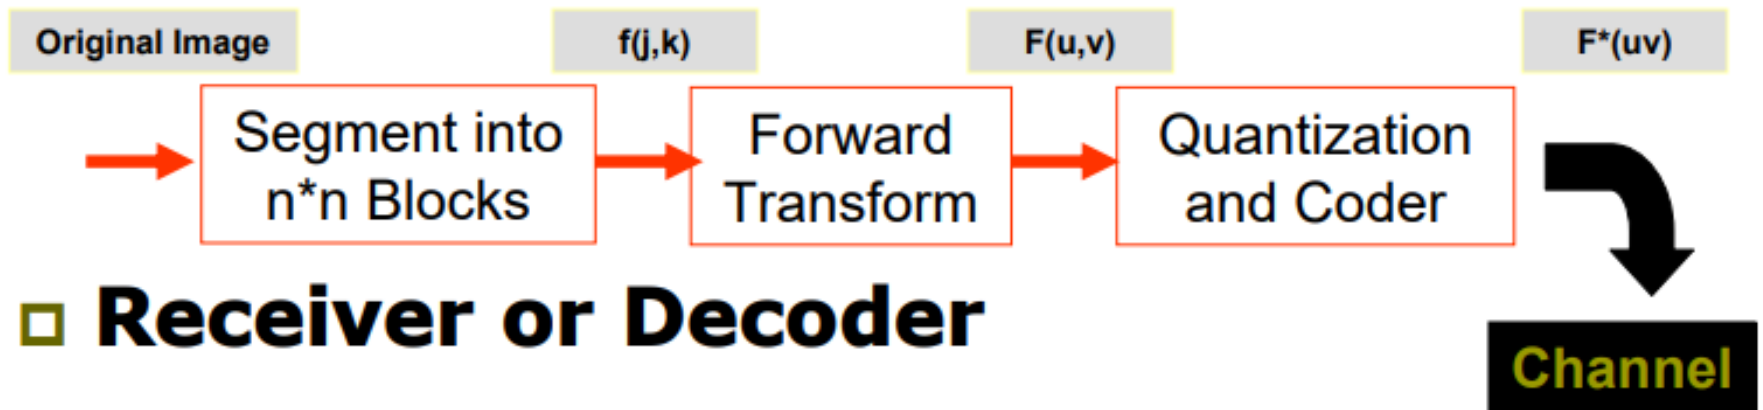 Original Image
f(j,k)
F(u,v)
F*(uv)
Segment into
n*n Blocks
Forward
Transform
Quantization
and Coder
Receiver or Decoder
Channel